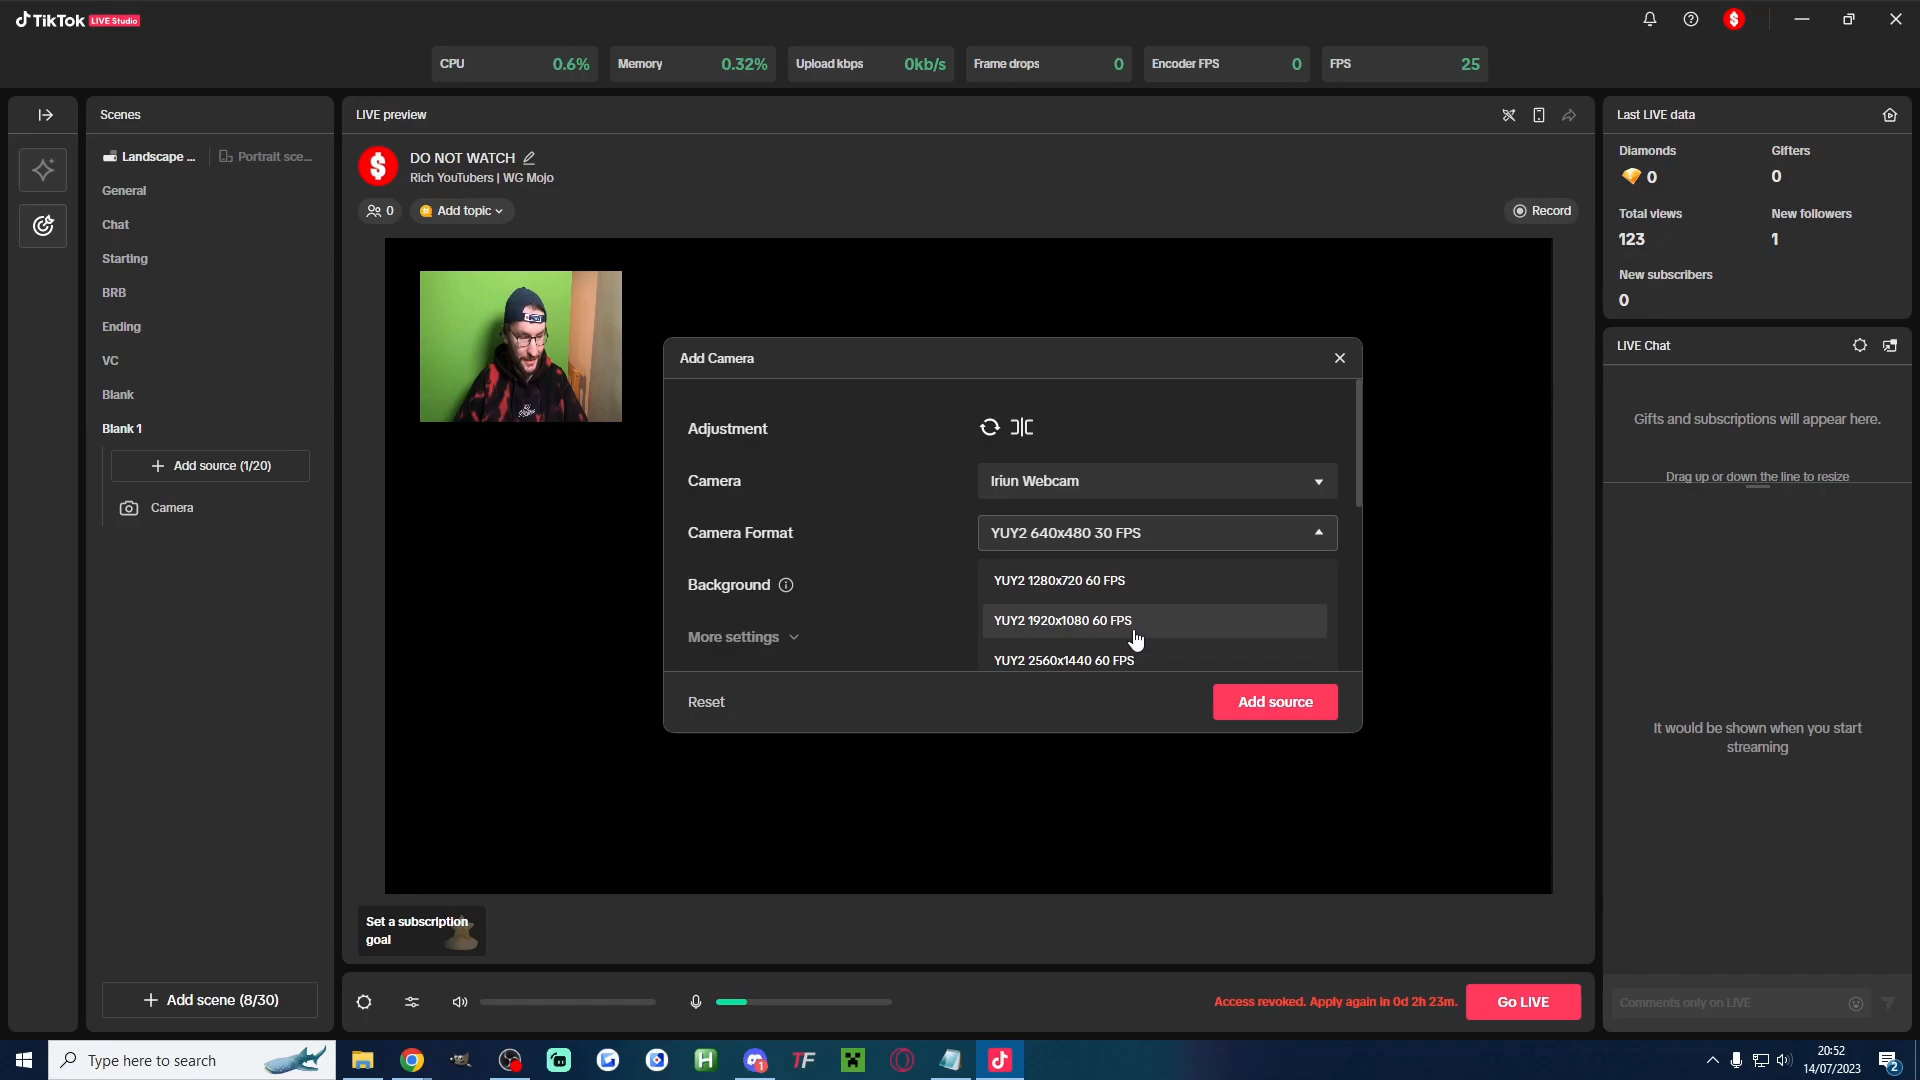 TikTok LIVE Studio
CPU 0.6%
Memory 0.32%
Upload kbps 0kb/s
Frame drops 0
Encoder FPS 0
FPS 25
Scenes
Landscape ...
Portrait sce...
General
Chat
Starting
BRB
Ending
VC
Blank
Blank 1
Add source (1/20)
Camera
Add scene (8/30)
LIVE preview
DO NOT WATCH
Rich YouTubers | WG Mojo
0
Add topic
Record
Add Camera
Adjustment
Camera
Iriun Webcam
Camera Format
YUY2 640x480 30 FPS
Background
YUY2 1280x720 60 FPS
YUY2 1920x1080 60 FPS
More settings
YUY2 2560x1440 60 FPS
Reset
Add source
Set a subscription
goal
Access revoked. Apply again in 0d 2h 23m.
Go LIVE
Last LIVE data
Diamonds
Gifters
0
0
Total views
New followers
123
1
New subscribers
0
LIVE Chat
Gifts and subscriptions will appear here.
Drag up or down the line to resize
It would be shown when you start
streaming
Comments only on LIVE
Type here to search
1
TF
20:52
14/07/2023
2